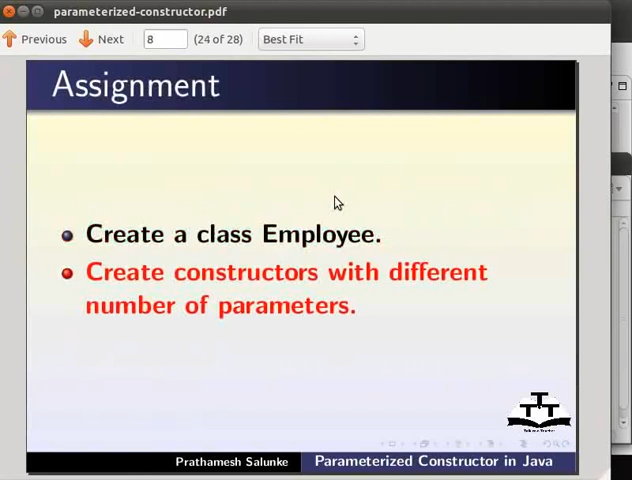 parameterized-constructor.pdf
Previous Next 8 (24 of 28) Best Fit
Assignment
Create a class Employee.
Create constructors with different
number of parameters.
Prathamesh Salunke Parameterized Constructor in Java